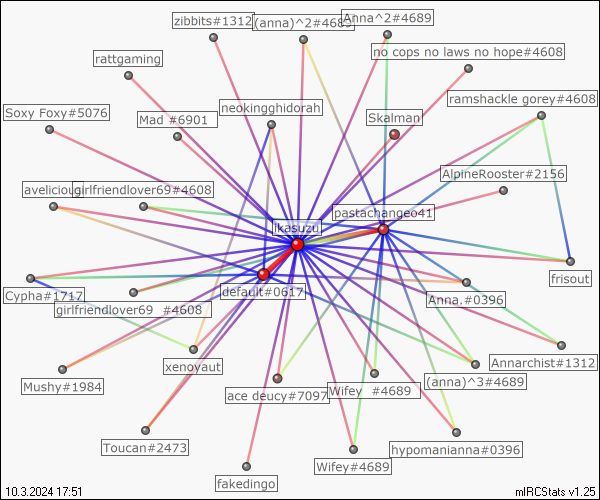 zibbits#1312
(anna)^2#4689
Anna^2#4689
no cops no laws no hope#4608
rattgaming
ramshackle gorey#4608
Soxy Foxy#5076
Mad #6901
neokingghidorah
Skalman
AlpineRooster#2156
girlfriendlover69#4608
pastachangeo41
ikasuzu
default#0617
Cypha#1717
girlfriendlover69 #4608
Anna.#0396
frisout
xenoyaut
Annarchist#1312
Mushy#1984
ace deucy#7097
Wifey #4689
(anna)^3#4689
Toucan#2473
hypomanianna#0396
Wifey#4689
fakedingo
10.3.2024 17:51
mIRCStats v1.25